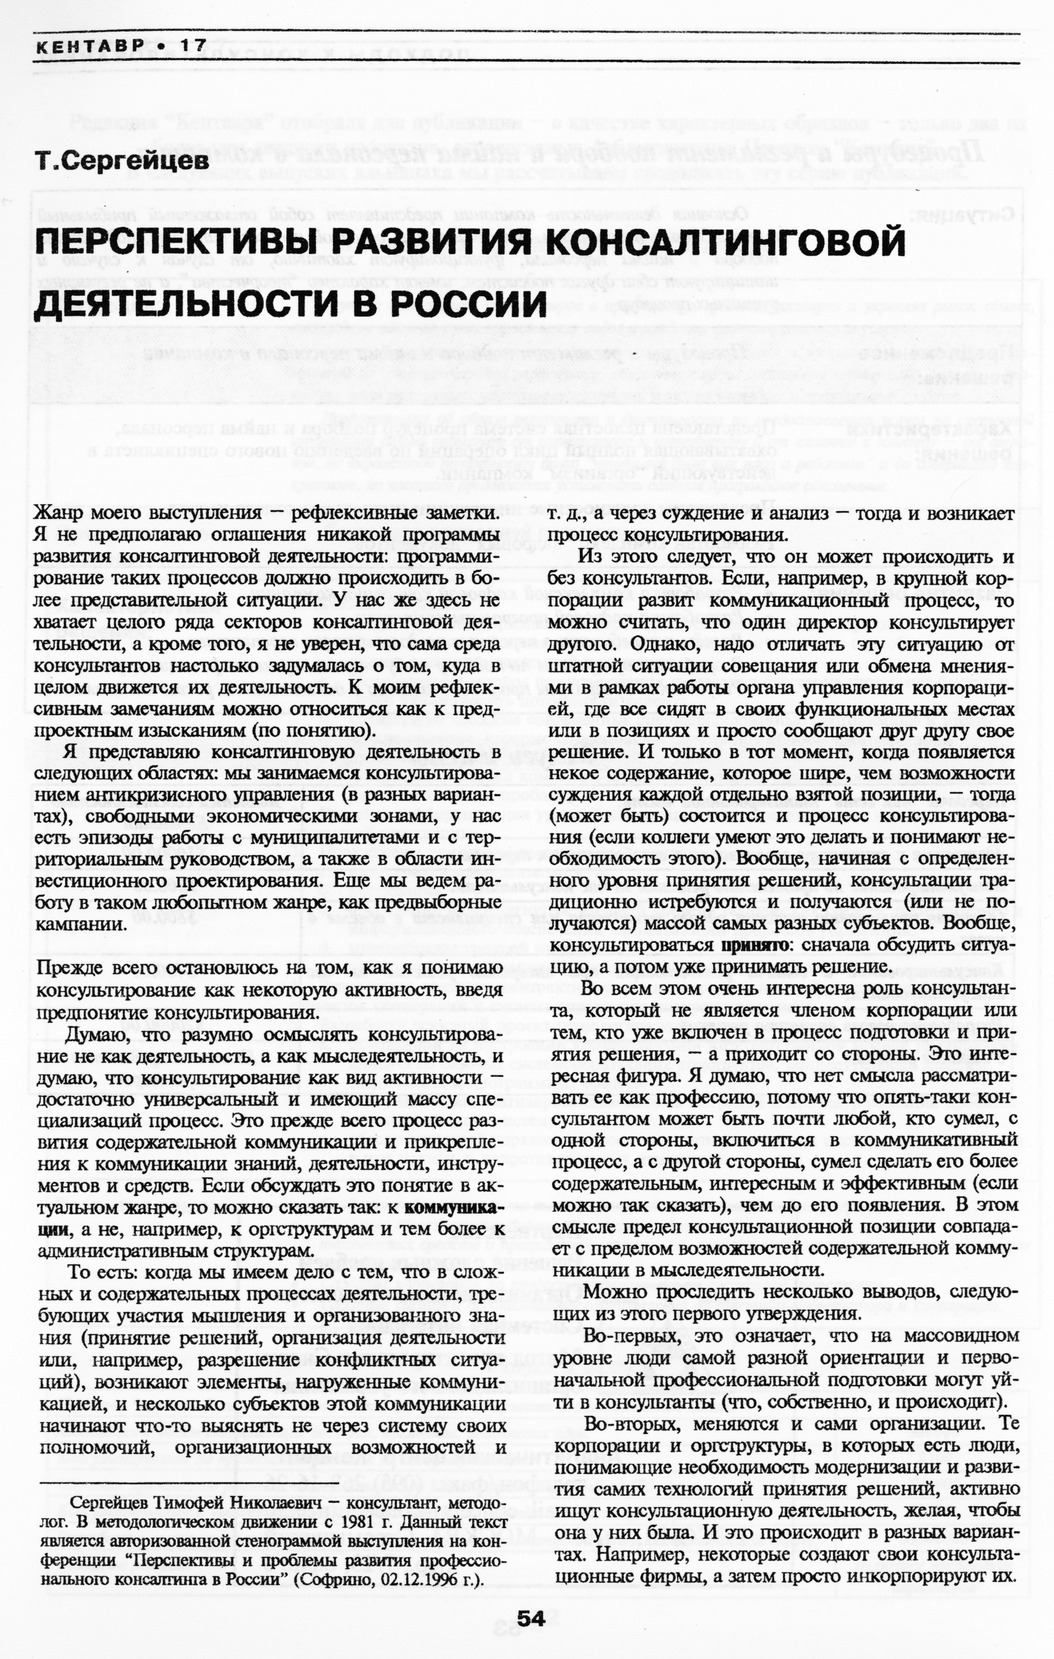 КЕНТАВР • 17
Т.Сергейцев
ПЕРСПЕКТИВЫ РАЗВИТИЯ КОНСАЛТИНГОВОЙ
ДЕЯТЕЛЬНОСТИ В РОССИИ
Жанр моего выступления — рефлексивные заметки.
Я не предполагаю оглашения никакой программы
развития консалтинговой деятельности: программи-
рование таких процессов должно происходить в бо-
лее представительной ситуации. У нас же здесь не
хватает целого ряда секторов консалтинговой дея-
тельности, а кроме того, я не уверен, что сама среда
консультантов настолько задумалась о том, куда в
целом движется их деятельность. К моим рефлек-
сивным замечаниям можно относиться как к пред-
проектным изысканиям (по понятию).
Я представляю консалтинговую деятельность в
следующих областях: мы занимаемся консультирова-
нием антикризисного управления (в разных вариан-
тах), свободными экономическими зонами, у нас
есть эпизоды работы с муниципалитетами и с тер-
риториальным руководством, а также в области ин-
вестиционного проектирования. Еще мы ведем ра-
боту в таком любопытном жанре, как предвыборные
кампании.
Прежде всего остановлюсь на том, как я понимаю
консультирование как некоторую активность, введя
предпонятие консультирования.
Думаю, что разумно осмыслять консультирова-
ние не как деятельность, а как мыследеятельность, и
думаю, что консультирование как вид активности —
достаточно универсальный и имеющий массу спе-
циализаций процесс. Это прежде всего процесс раз-
вития содержательной коммуникации и прикрепле-
ния к коммуникации знаний, деятельности, инстру-
ментов и средств. Если обсуждать это понятие в ак-
туальном жанре, то можно сказать так: к коммуника-
ции, а не, например, к оргструктурам и тем более к
административным структурам.
То есть: когда мы имеем дело с тем, что в слож-
ных и содержательных процессах деятельности, тре-
бующих участия мышления и организованного зна-
ния (принятие решений, организация деятельности
или, например, разрешение конфликтных ситуа-
ций), возникают элементы, нагруженные коммуни-
кацией, и несколько субъектов этой коммуникации
начинают что-то выяснять не через систему своих
полномочий, организационных возможностей и
Сергейцев Тимофей Николаевич — консультант, методо-
лог. В методологическом движении с 1981 г. Данный текст
является авторизованной стенограммой выступления на кон-
ференции "Перспективы и проблемы развития профессио-
нального консалтинга в России" (Софрино, 02.12.1996 г.).
т. д., а через суждение и анализ — тогда и возникает
процесс консультирования.
Из этого следует, что он может происходить и
без консультантов. Если, например, в крупной кор-
порации развит коммуникационный процесс, то
можно считать, что один директор консультирует
другого. Однако, надо отличать эту ситуацию от
штатной ситуации совещания или обмена мнения-
ми в рамках работы органа управления корпораци-
ей, где все сидят в своих функциональных местах
или в позициях и просто сообщают друг другу свое
решение. И только в тот момент, когда появляется
некое содержание, которое шире, чем возможности
суждения каждой отдельно взятой позиции, — тогда
(может быть) состоится и процесс консультирова-
ния (если коллеги умеют это делать и понимают не-
обходимость этого). Вообще, начиная с определен-
ного уровня принятия решений, консультации тра-
диционно истребуются и получаются (или не по-
лучаются) массой самых разных субъектов. Вообще,
консультироваться принято: сначала обсудить ситуа-
цию, а потом уже принимать решение.
Во всем этом очень интересна роль консультан-
та, который не является членом корпорации или
тем, кто уже включен в процесс подготовки и при-
ятия решения, — а приходит со стороны. Это инте-
ресная фигура. Я думаю, что нет смысла рассматри-
вать ее как профессию, потому что опять-таки кон-
сультантом может быть почти любой, кто сумел, с
одной стороны, включиться в коммуникативный
процесс, а с другой стороны, сумел сделать его более
содержательным, интересным и эффективным (если
можно так сказать), чем до его появления. В этом
смысле предел консультационной позиции совпада-
ет с пределом возможностей содержательной комму-
никации в мыследеятельности.
Можно проследить несколько выводов, следую-
щих из этого первого утверждения.
Во-первых, это означает, что на массовидном
уровне люди самой разной ориентации и перво-
начальной профессиональной подготовки могут уй-
ти в консультанты (что, собственно, и происходит).
Во-вторых, меняются и сами организации. Те
корпорации и оргструктуры, в которых есть люди,
понимающие необходимость модернизации и разви-
тия самих технологий принятия решений, активно
ищут консультационную деятельность, желая, чтобы
она у них была. И это происходит в разных вариан-
тах. Например, некоторые создают свои консульта-
ционные фирмы, а затем просто инкорпорируют их.
54